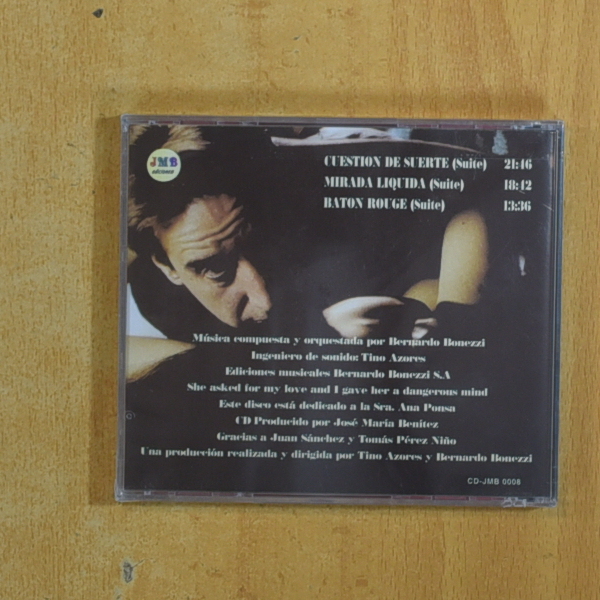 JMB
ediciones
CUESTION DE SUERTE (Suite) 21:46
MIRADA LIQUIDA (Suite) 18:42
BATON ROUGE (Suite) 13:36
Música compuesta y orquestada por Bernardo Bonezzi
Ingeniero de sonido: Tino Azores
Ediciones musicales Bernardo Bonezzi S.A
She asked for my love and I gave her a dangerous mind
Este disco está dedicado a la Sra. Ana Ponsa
CD Producido por José María Benítez
Gracias a Juan Sánchez y Tomás Pérez Niño
Una producción realizada y dirigida por Tino Azores y Bernardo Bonezzi
CD-JMB 0008